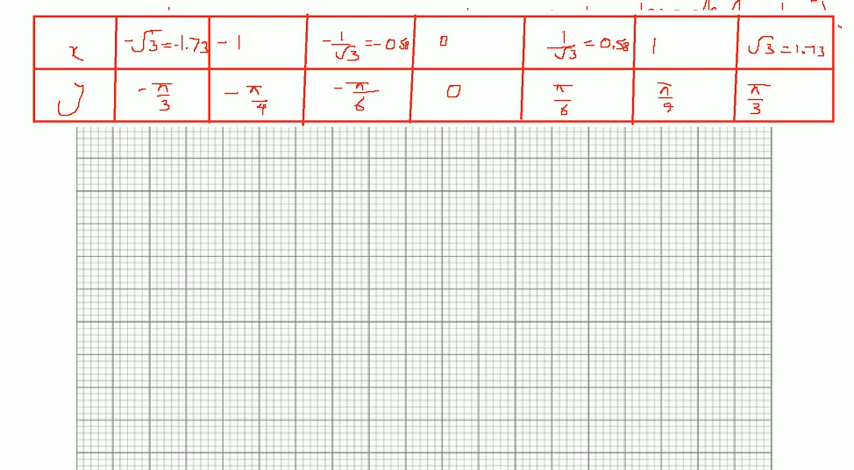 x -√3=-1.73 -1 -1/√3=-0.58 0 1/√3=0.58 1 √3=1.73
y -π/3 -π/4 -π/6 0 π/6 π/4 π/3